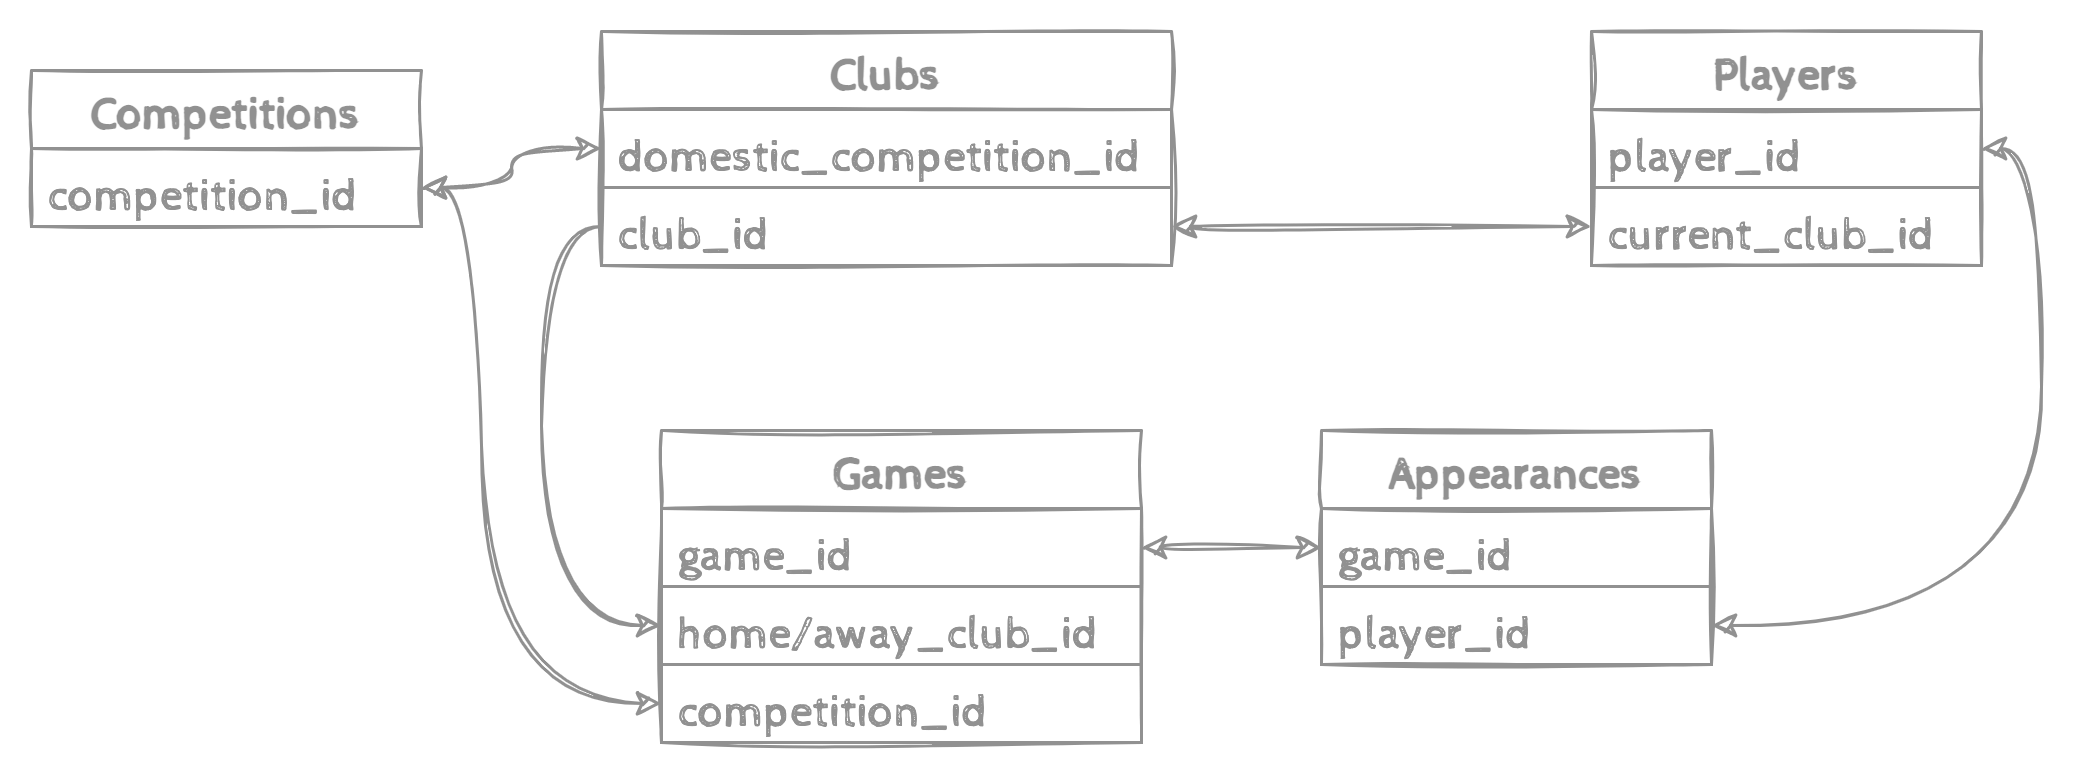 Competitions
competition_id
Clubs
domestic_competition_id
club_id
Players
player_id
current_club_id
Games
game_id
home/away_club_id
competition_id
Appearances
game_id
player_id